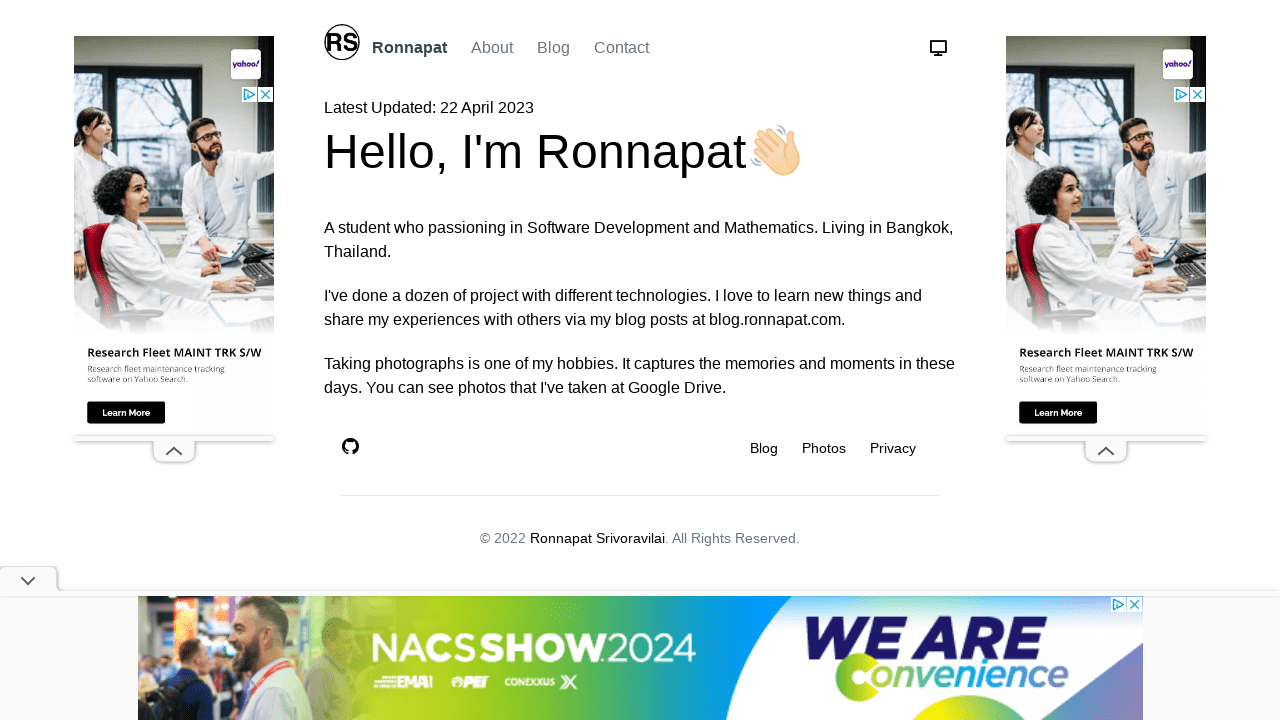 RS Ronnapat About Blog Contact
Latest Updated: 22 April 2023
Hello, I'm Ronnapat
A student who passioning in Software Development and Mathematics. Living in Bangkok,
Thailand.
I've done a dozen of project with different technologies. I love to learn new things and
share my experiences with others via my blog posts at blog.ronnapat.com.
Taking photographs is one of my hobbies. It captures the memories and moments in these
days. You can see photos that I've taken at Google Drive.
Blog Photos Privacy
© 2022 Ronnapat Srivoravilai. All Rights Reserved.
yahoo!
Research Fleet MAINT TRK S/W
Research fleet maintenance tracking
software on Yahoo Search.
Learn More
yahoo!
Research Fleet MAINT TRK S/W
Research fleet maintenance tracking
software on Yahoo Search.
Learn More
NACSSHOW2024
EMA PEI CONEXXUS
WE ARE
Convenience